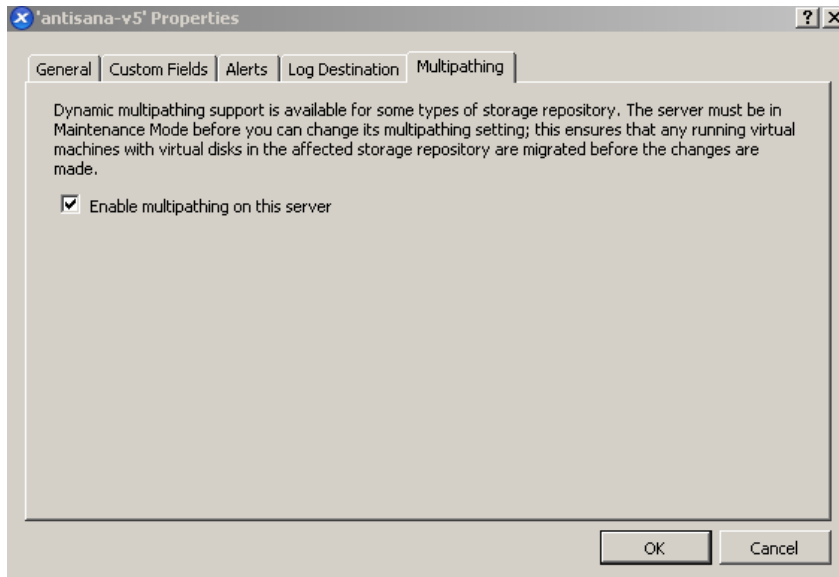 'antisana-v5' Properties
General
Custom Fields
Alerts
Log Destination
Multipathing
Dynamic multipathing support is available for some types of storage repository. The server must be in
Maintenance Mode before you can change its multipathing setting; this ensures that any running virtual
machines with virtual disks in the affected storage repository are migrated before the changes are
made.
Enable multipathing on this server
OK
Cancel